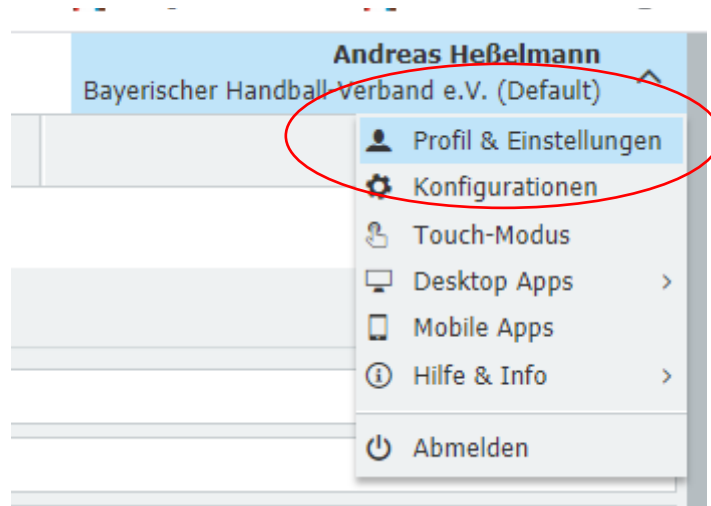 Andreas Heßelmann
Bayerischer Handball-Verband e.V. (Default)
Profil & Einstellungen
Konfigurationen
Touch-Modus
Desktop Apps
Mobile Apps
Hilfe & Info
Abmelden